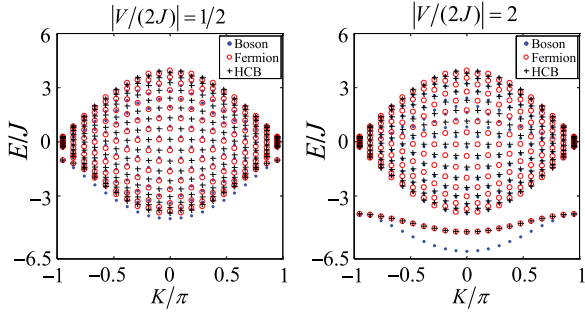 |V/(2J)|=1/2
6
3
0
-3
-6.5
E/J
Boson
Fermion
HCB
-1
-0.5
0
0.5
1
K/π
|V/(2J)|=2
6
3
0
-3
-6.5
E/J
Boson
Fermion
HCB
-1
-0.5
0
0.5
1
K/π